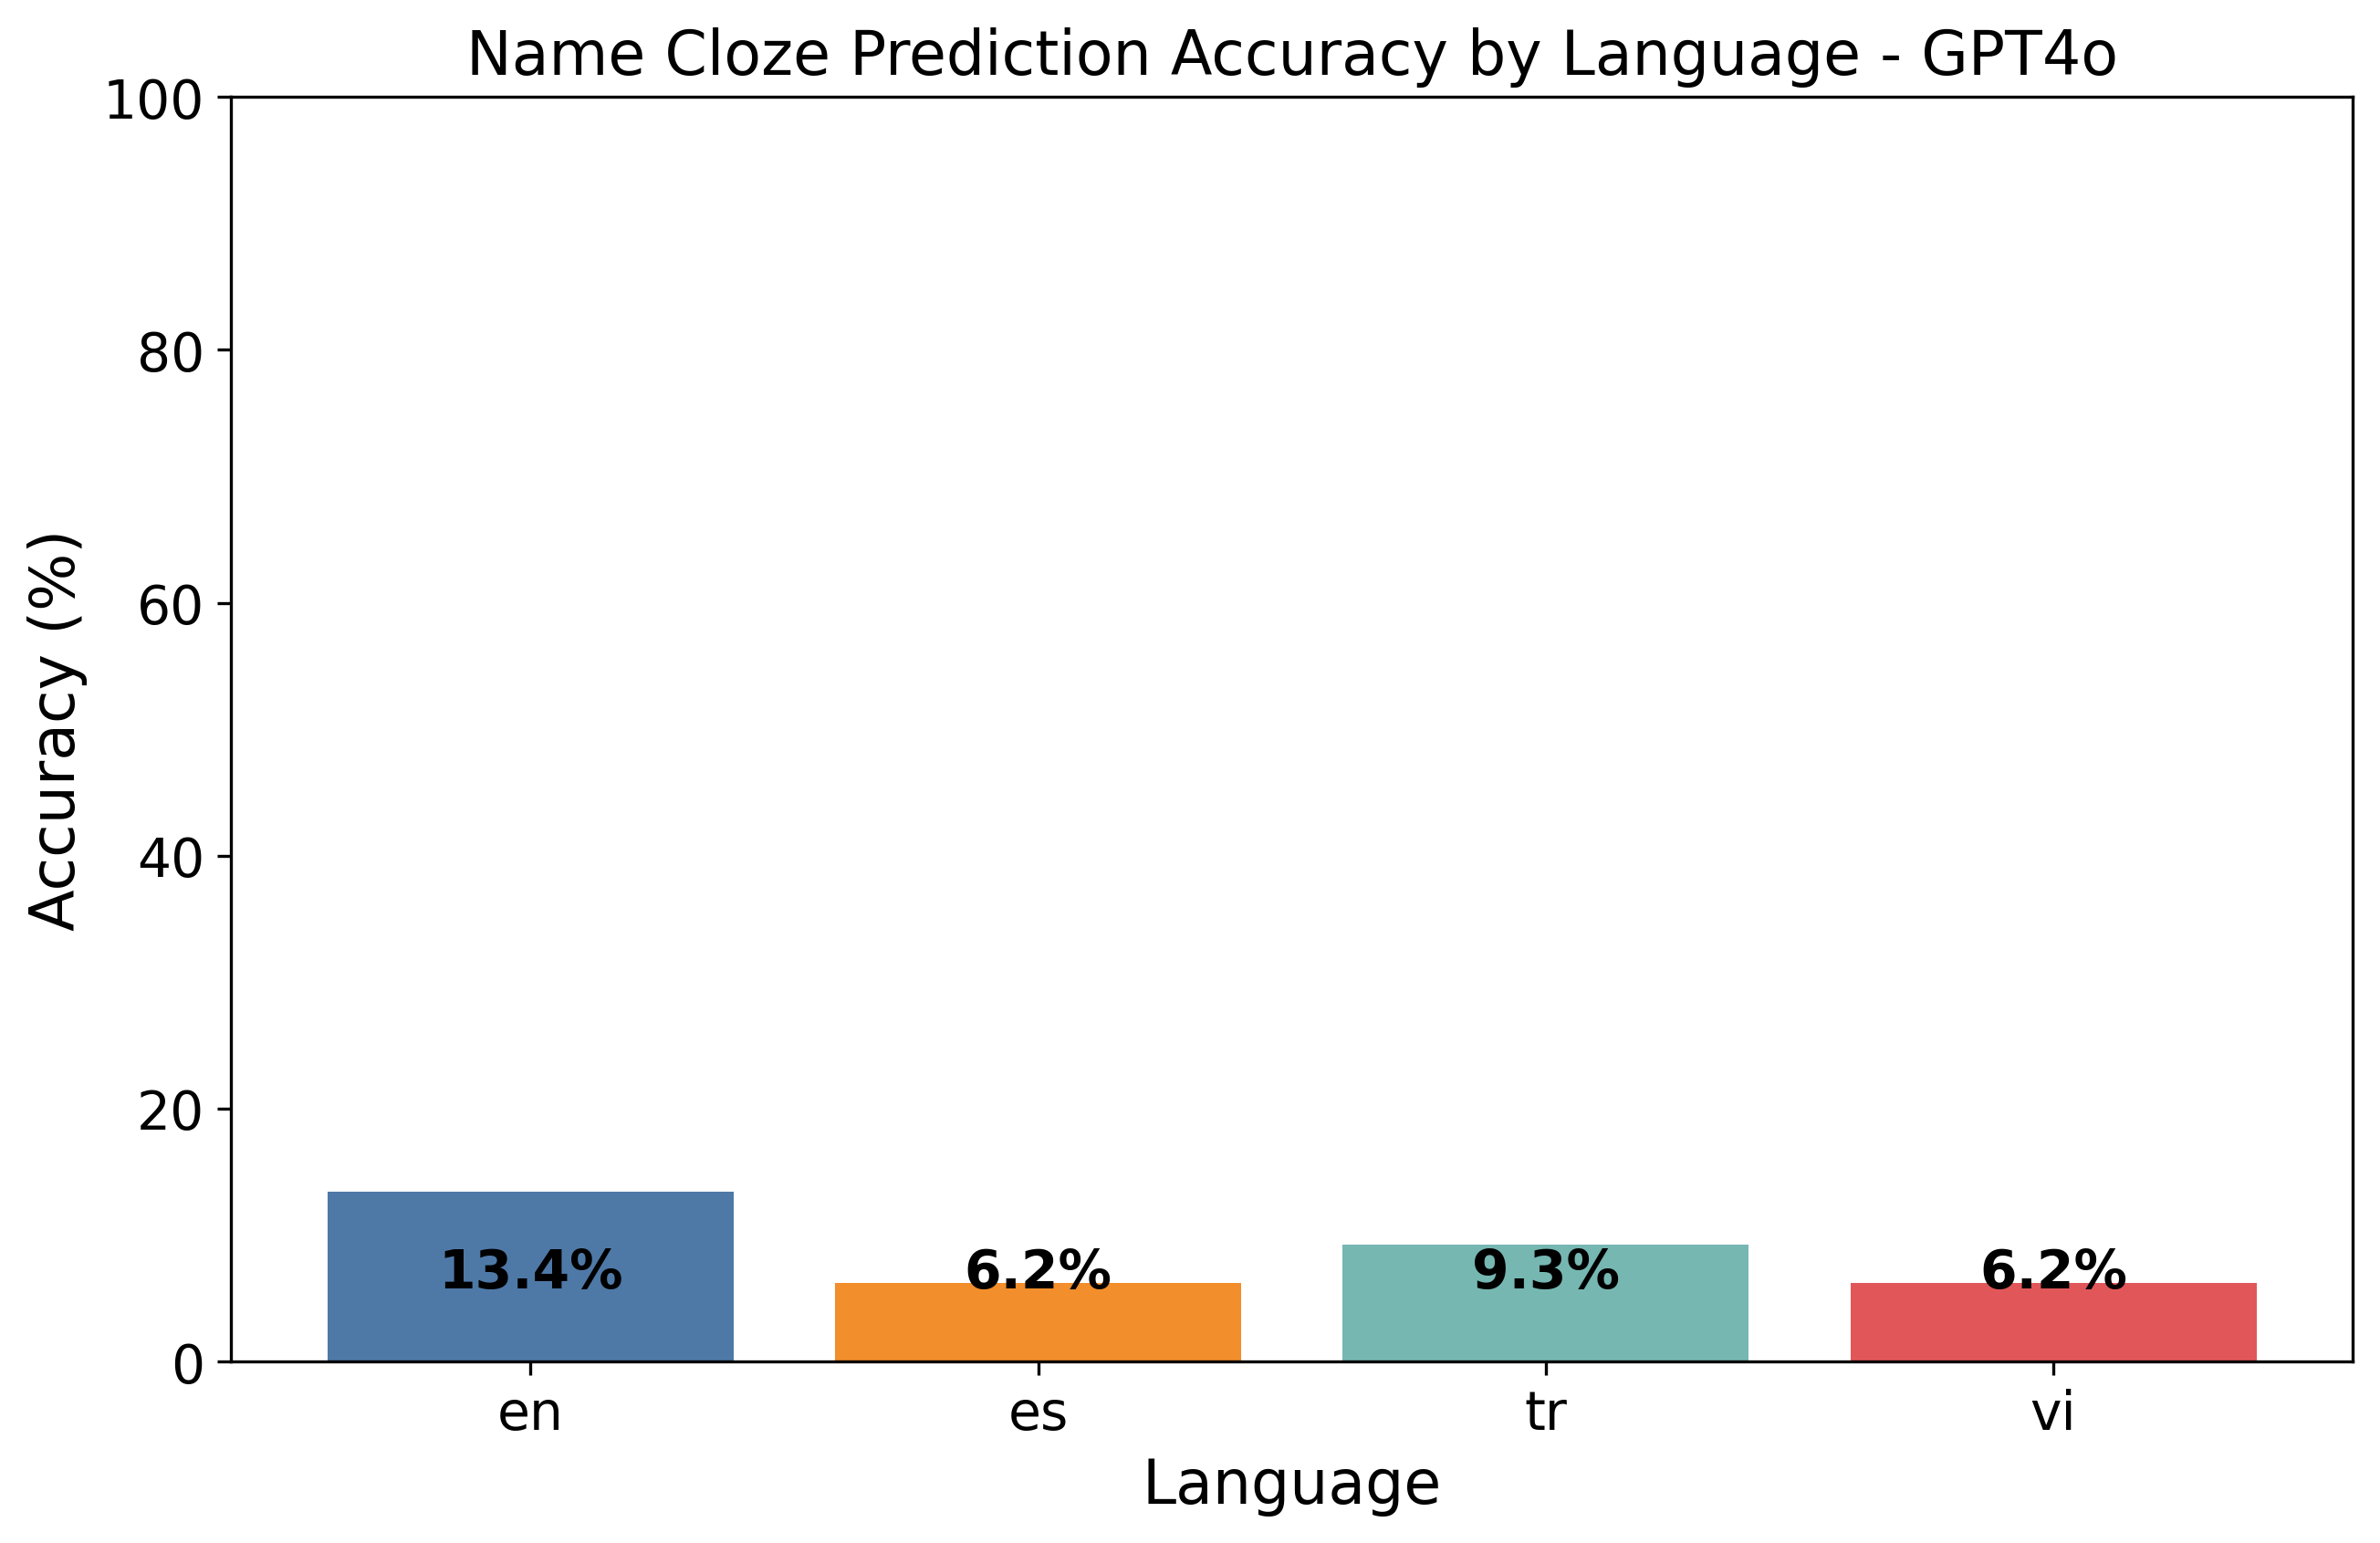 Name Cloze Prediction Accuracy by Language - GPT4o
Accuracy (%)
100
80
60
40
20
0
13.4%
6.2%
9.3%
6.2%
en
es
tr
vi
Language